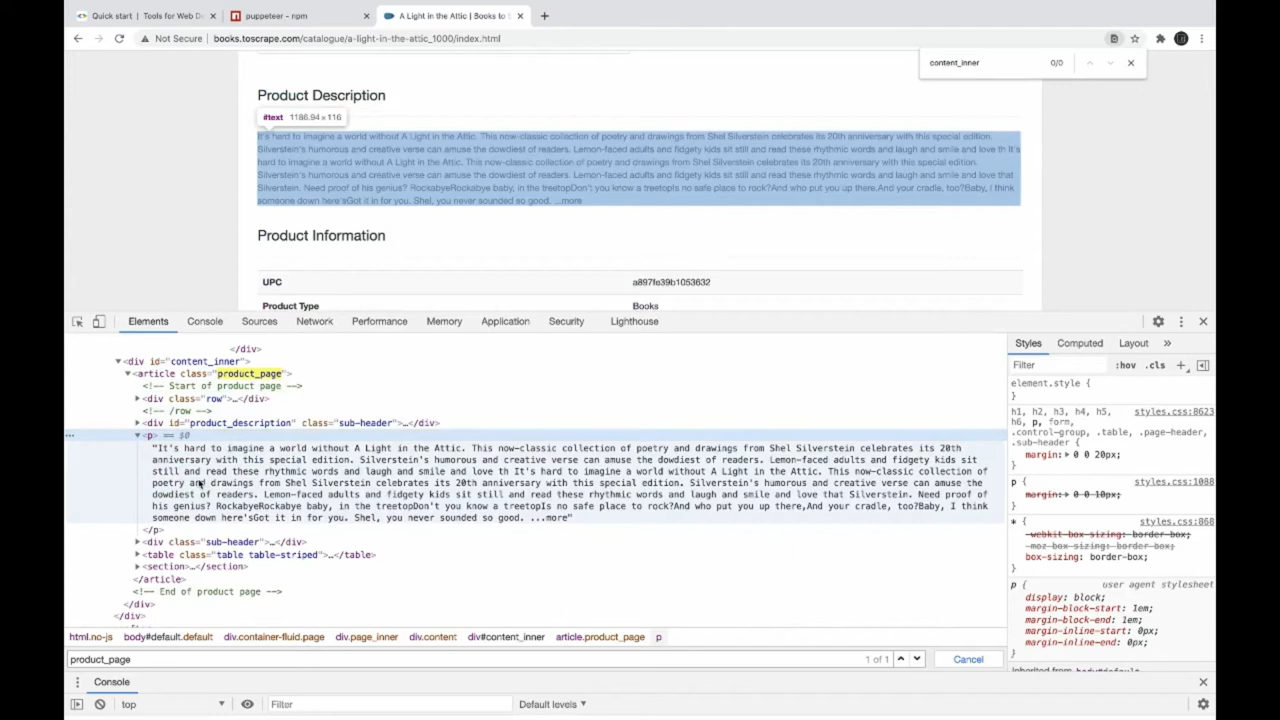 Quick start | Tools for Web De
puppeteer - npm
A Light in the Attic | Books to S
Not Secure | books.toscrape.com/catalogue/a-light-in-the-attic_1000/index.html
content_inner 0/0
Product Description
#text 1186.94 × 116
It's hard to imagine a world without A Light in the Attic. This now-classic collection of poetry and drawings from Shel Silverstein celebrates its 20th anniversary with this special edition.
Silverstein's humorous and creative verse can amuse the dowdiest of readers. Lemon-faced adults and fidgety kids sit still and read these rhythmic words and laugh and smile and love th It's
hard to imagine a world without A Light in the Attic. This now-classic collection of poetry and drawings from Shel Silverstein celebrates its 20th anniversary with this special edition.
Silverstein's humorous and creative verse can amuse the dowdiest of readers. Lemon-faced adults and fidgety kids sit still and read these rhythmic words and laugh and smile and love that
Silverstein. Need proof of his genius? RockabyeRockabye baby, in the treetopDon't you know a treetopIs no safe place to rock?And who put you up there,And your cradle, too?Baby, I think
someone down here'sGot it in for you. Shel, you never sounded so good. ...more
Product Information
UPC a897fe39b1053632
Product Type Books
Elements Console Sources Network Performance Memory Application Security Lighthouse
</div>
<div id="content_inner">
<article class="product_page">
<!-- Start of product page -->
<div class="row">…</div>
<!-- /row -->
<div id="product_description" class="sub-header">…</div>
<p> == $0
"It's hard to imagine a world without A Light in the Attic. This now-classic collection of poetry and drawings from Shel Silverstein celebrates its 20th
anniversary with this special edition. Silverstein's humorous and creative verse can amuse the dowdiest of readers. Lemon-faced adults and fidgety kids sit
still and read these rhythmic words and laugh and smile and love th It's hard to imagine a world without A Light in the Attic. This now-classic collection of
poetry and drawings from Shel Silverstein celebrates its 20th anniversary with this special edition. Silverstein's humorous and creative verse can amuse the
dowdiest of readers. Lemon-faced adults and fidgety kids sit still and read these rhythmic words and laugh and smile and love that Silverstein. Need proof of
his genius? RockabyeRockabye baby, in the treetopDon't you know a treetopIs no safe place to rock?And who put you up there,And your cradle, too?Baby, I think
someone down here'sGot it in for you. Shel, you never sounded so good. ...more"
</p>
<div class="sub-header">…</div>
<table class="table table-striped">…</table>
<section>…</section>
</article>
<!-- End of product page -->
</div>
</div>
html.no-js body#default.default div.container-fluid.page div.page_inner div.content div#content_inner article.product_page p
product_page 1 of 1 Cancel
Styles Computed Layout »
Filter :hov .cls +
element.style {
}
h1, h2, h3, h4, h5, styles.css:8623
h6, p, form,
.control-group, .table, .page-header,
.sub-header {
margin: 0 0 20px;
}
p { styles.css:1088
margin: 0 0 10px;
}
* { styles.css:868
-webkit-box-sizing: border-box;
-moz-box-sizing: border-box;
box-sizing: border-box;
}
p { user agent stylesheet
display: block;
margin-block-start: 1em;
margin-block-end: 1em;
margin-inline-start: 0px;
margin-inline-end: 0px;
}
Inherited from body#default
Console
top Filter Default levels